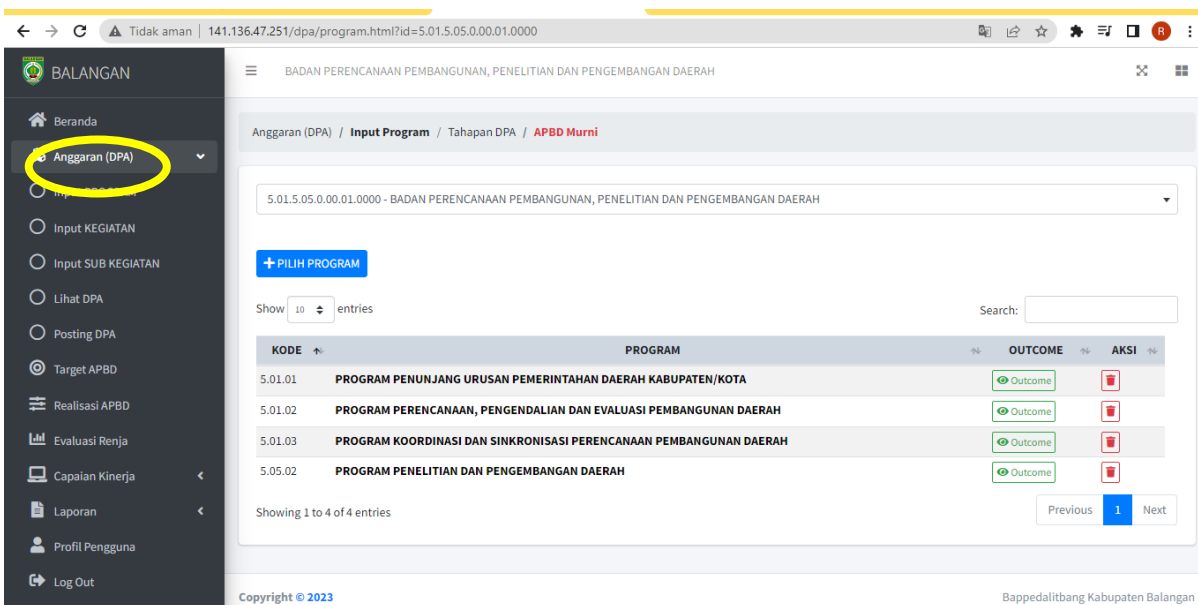 Tidak aman | 141.136.47.251/dpa/program.html?id=5.01.5.05.0.00.01.0000
R
BALANGAN
BADAN PERENCANAAN PEMBANGUNAN, PENELITIAN DAN PENGEMBANGAN DAERAH
Beranda
Anggaran (DPA)
Input
Input KEGIATAN
Input SUB KEGIATAN
Lihat DPA
Posting DPA
Target APBD
Realisasi APBD
Evaluasi Renja
Capaian Kinerja
Laporan
Profil Pengguna
Log Out
Anggaran (DPA) / Input Program / Tahapan DPA / APBD Murni
5.01.5.05.0.00.01.0000 - BADAN PERENCANAAN PEMBANGUNAN, PENELITIAN DAN PENGEMBANGAN DAERAH
+ PILIH PROGRAM
Show 10 entries Search:
KODE PROGRAM OUTCOME AKSI
5.01.01 PROGRAM PENUNJANG URUSAN PEMERINTAHAN DAERAH KABUPATEN/KOTA Outcome
5.01.02 PROGRAM PERENCANAAN, PENGENDALIAN DAN EVALUASI PEMBANGUNAN DAERAH Outcome
5.01.03 PROGRAM KOORDINASI DAN SINKRONISASI PERENCANAAN PEMBANGUNAN DAERAH Outcome
5.05.02 PROGRAM PENELITIAN DAN PENGEMBANGAN DAERAH Outcome
Showing 1 to 4 of 4 entries Previous 1 Next
Copyright © 2023 Bappedalitbang Kabupaten Balangan